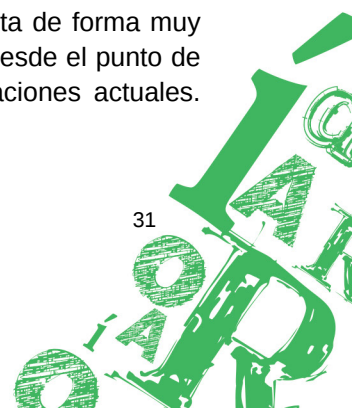 ta de forma muy
esde el punto de
aciones actuales.
31
Í
A
R
O
A
R
Í
O